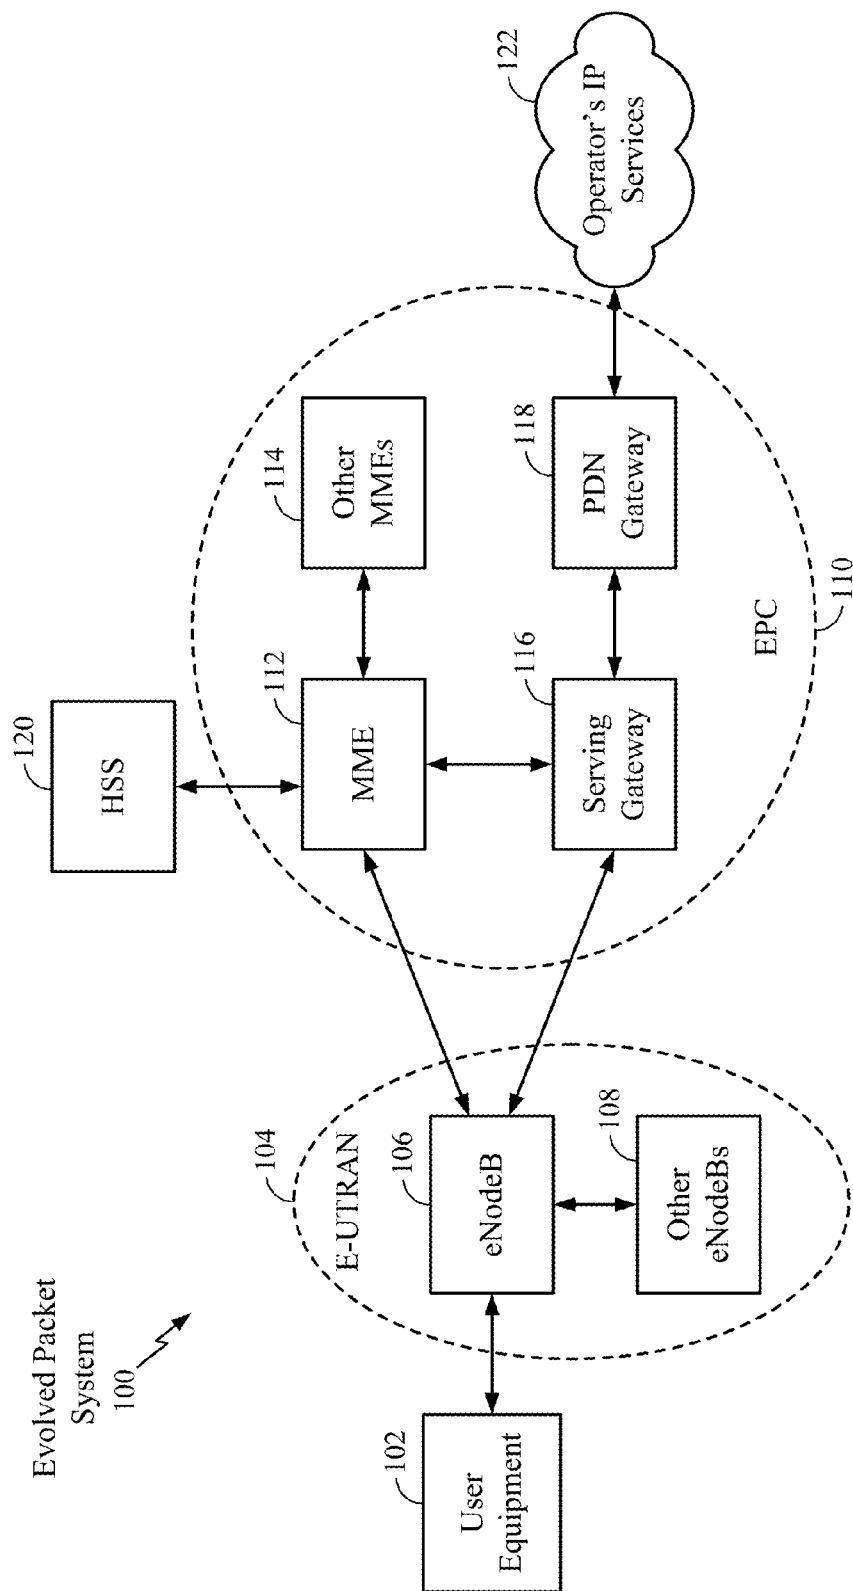 Evolved Packet
System
100
102
User
Equipment
104
E-UTRAN
106
eNodeB
108
Other
eNodeBs
120
HSS
112
MME
114
Other
MMEs
116
Serving
Gateway
118
PDN
Gateway
EPC
110
122
Operator's IP
Services